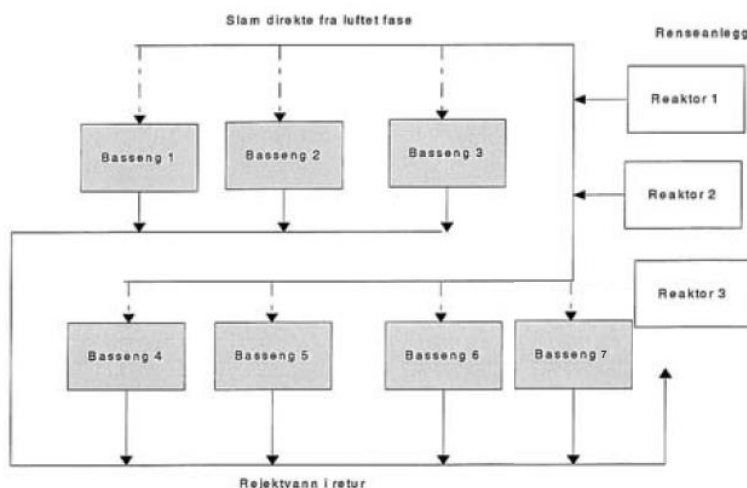 Slam direkte fra luftet fase
Renseanlegg
Reaktor 1
Basseng 1
Basseng 2
Basseng 3
Reaktor 2
Reaktor 3
Basseng 4
Basseng 5
Basseng 6
Basseng 7
Rejektvann i retur